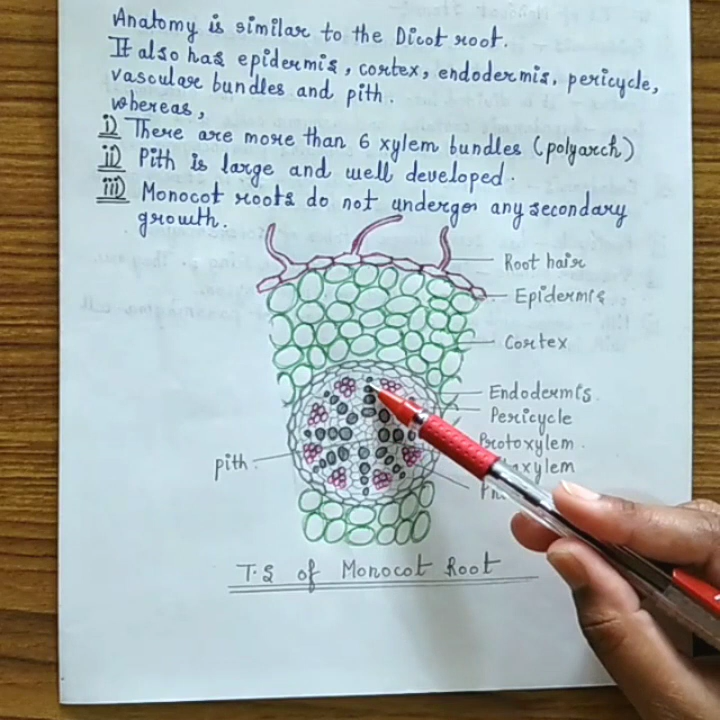 Anatomy is similar to the Dicot root.
It also has epidermis, cortex, endodermis, pericycle,
vascular bundles and pith.
whereas,
i) There are more than 6 xylem bundles (polyarch)
ii) Pith is large and well developed.
iii) Monocot roots do not undergo any secondary
growth.
Root hair
Epidermis
Cortex
Endodermis
Pericycle
Protoxylem
pith
T.S of Monocot Root